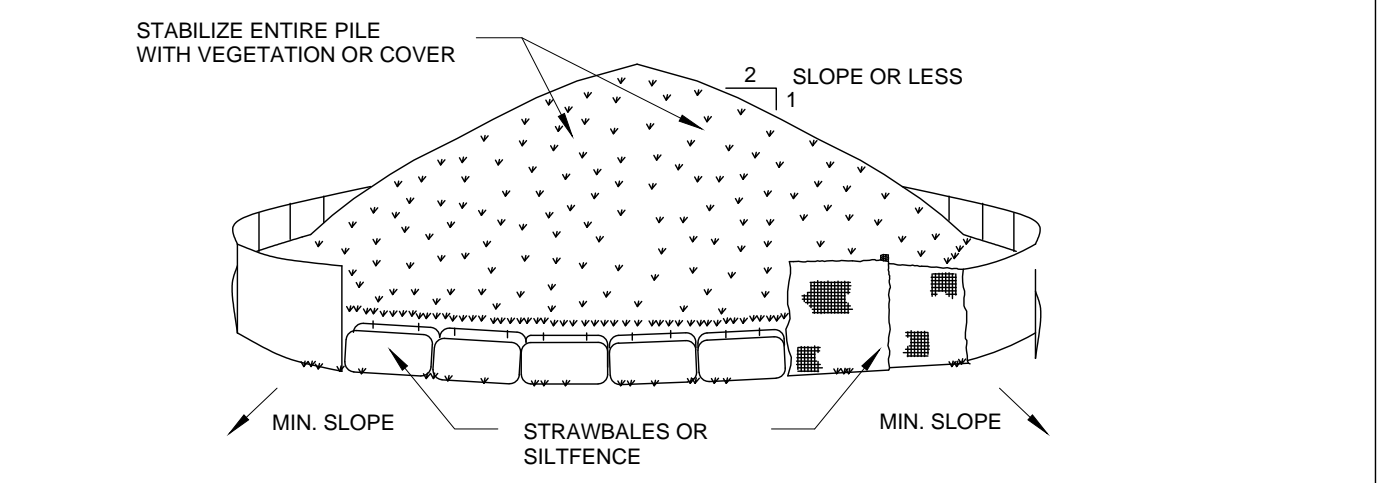 STABILIZE ENTIRE PILE
WITH VEGETATION OR COVER
2
SLOPE OR LESS
1
MIN. SLOPE
STRAWBALES OR
SILTFENCE
MIN. SLOPE